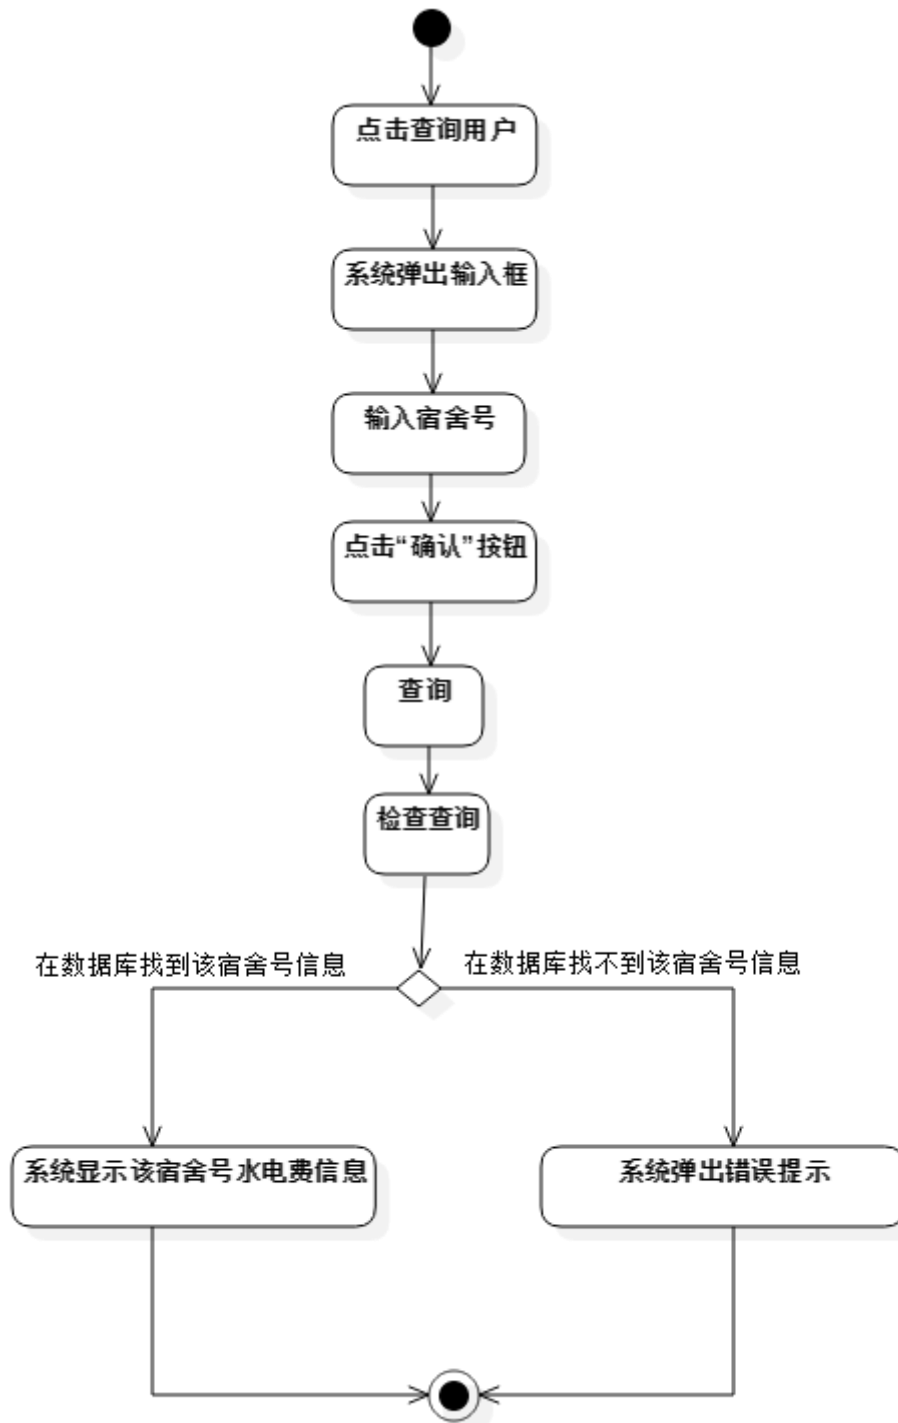 点击查询用户
系统弹出输入框
输入宿舍号
点击“确认”按钮
查询
检查查询
在数据库找到该宿舍号信息
在数据库找不到该宿舍号信息
系统显示该宿舍号水电费信息
系统弹出错误提示